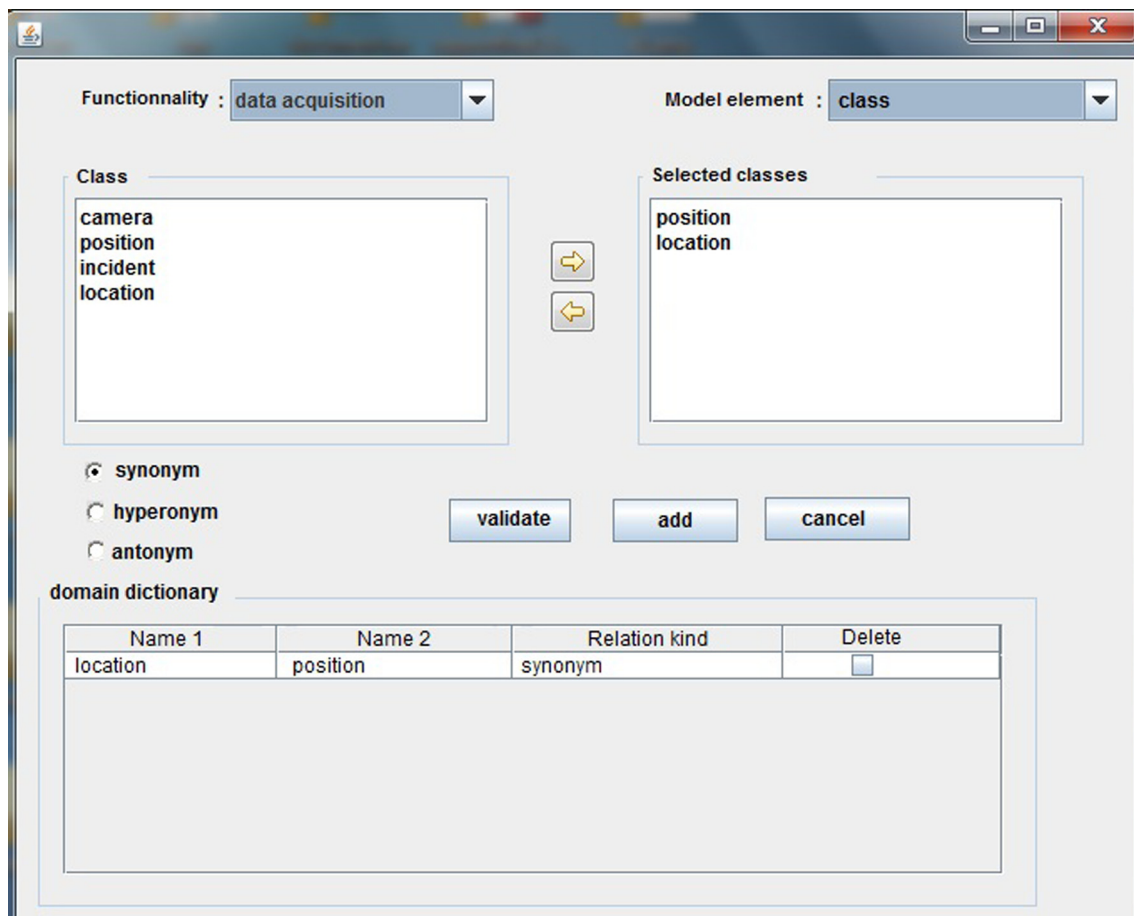 Functionnality : data acquisition
Model element : class
Class
camera
position
incident
location
Selected classes
position
location
synonym
hyperonym
antonym
validate add cancel
domain dictionary
Name 1 Name 2 Relation kind Delete
location position synonym